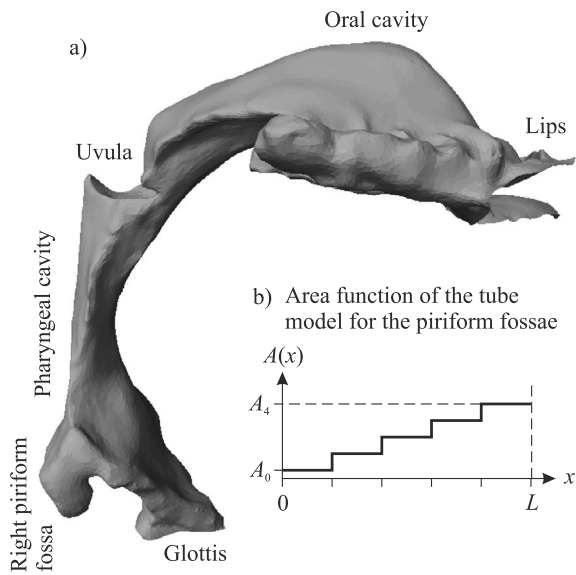 Oral cavity
a)
Lips
Uvula
Pharyngeal cavity
Right piriform
fossa
Glottis
b) Area function of the tube
model for the piriform fossae
A(x)
A₄
A₀
0
L
x